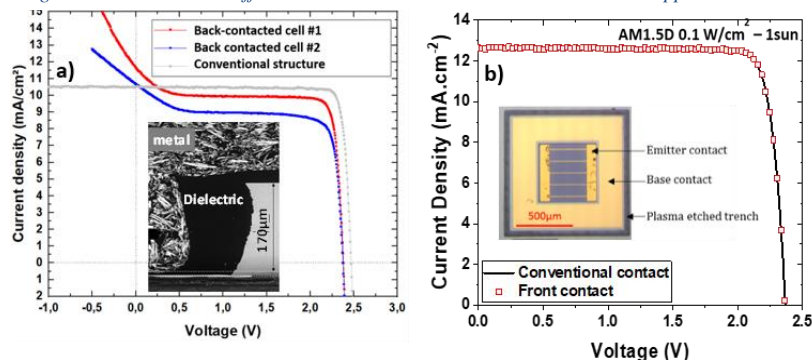 a)
Back-contacted cell #1
Back contacted cell #2
Conventional structure
Current density (mA/cm²)
15
14
13
12
11
10
9
8
7
6
5
4
3
2
1
0
1
2
metal
Dielectric
170µm
-1,0 -0,5 0,0 0,5 1,0 1,5 2,0 2,5 3,0
Voltage (V)
b)
AM1.5D 0.1 W/cm² – 1sun
Current Density (mA.cm⁻²)
14
12
10
8
6
4
2
0
Emitter contact
Base contact
Plasma etched trench
500µm
Conventional contact
Front contact
0.0 0.5 1.0 1.5 2.0 2.5
Voltage (V)